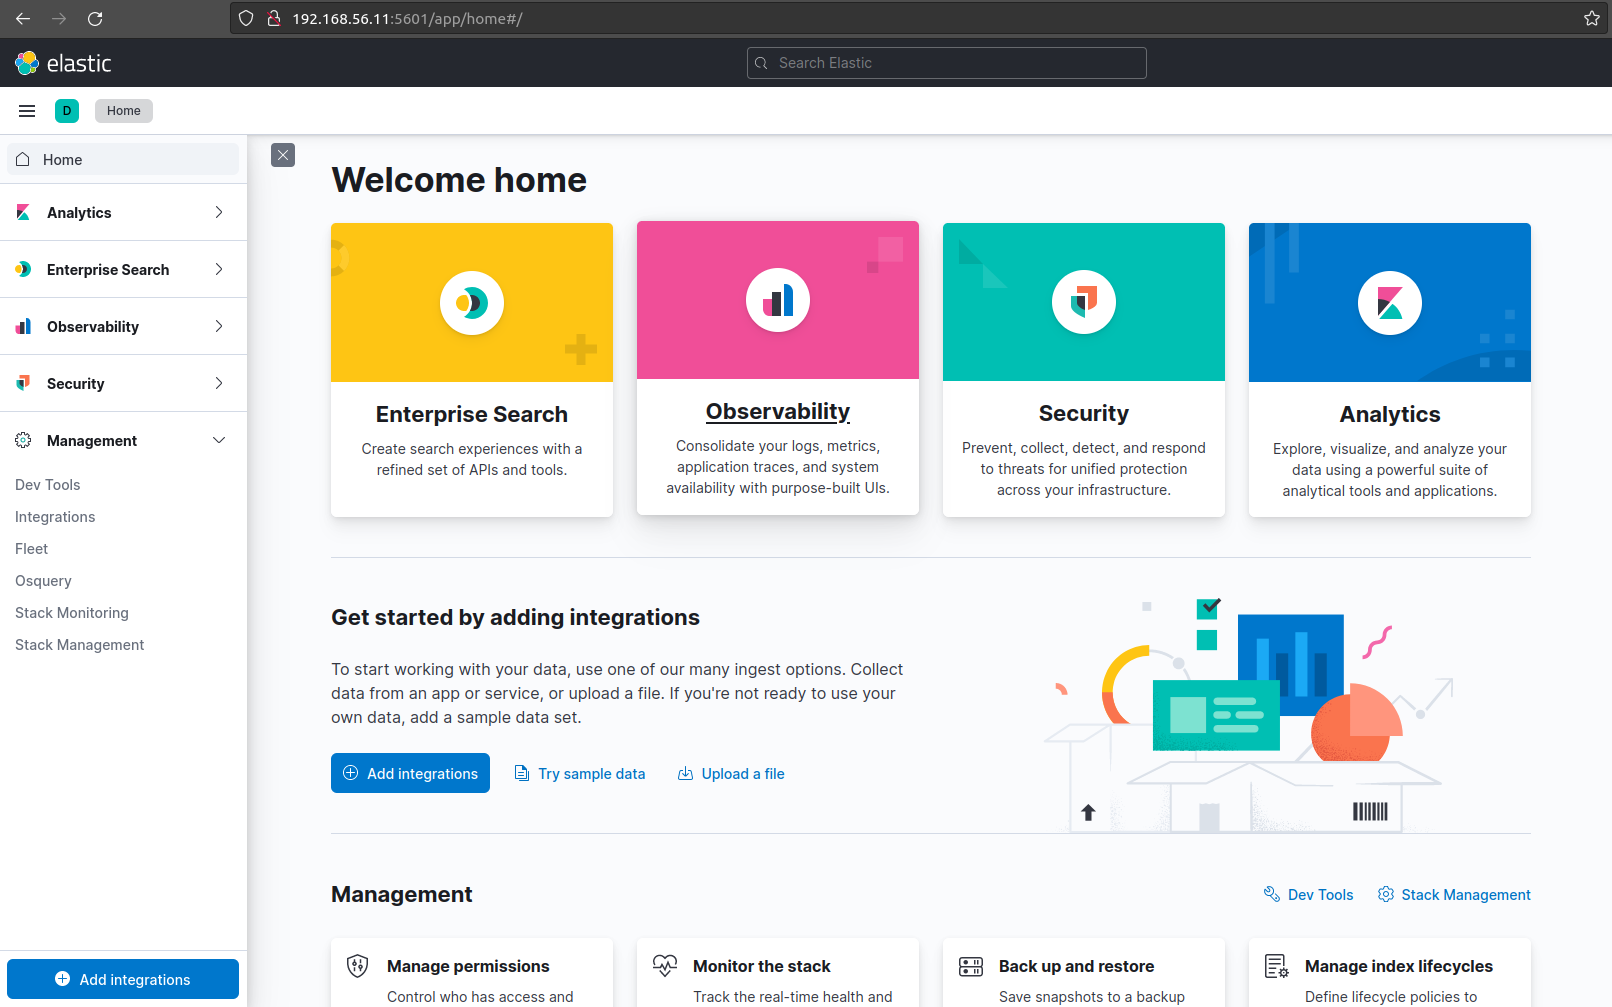 192.168.56.11:5601/app/home#/
elastic
Search Elastic
D
Home
Home
Analytics
Enterprise Search
Observability
Security
Management
Dev Tools
Integrations
Fleet
Osquery
Stack Monitoring
Stack Management
Add integrations
Welcome home
Enterprise Search
Create search experiences with a
refined set of APIs and tools.
Observability
Consolidate your logs, metrics,
application traces, and system
availability with purpose-built UIs.
Security
Prevent, collect, detect, and respond
to threats for unified protection
across your infrastructure.
Analytics
Explore, visualize, and analyze your
data using a powerful suite of
analytical tools and applications.
Get started by adding integrations
To start working with your data, use one of our many ingest options. Collect
data from an app or service, or upload a file. If you're not ready to use your
own data, add a sample data set.
Add integrations
Try sample data
Upload a file
Management
Dev Tools
Stack Management
Manage permissions
Control who has access and
Monitor the stack
Track the real-time health and
Back up and restore
Save snapshots to a backup
Manage index lifecycles
Define lifecycle policies to